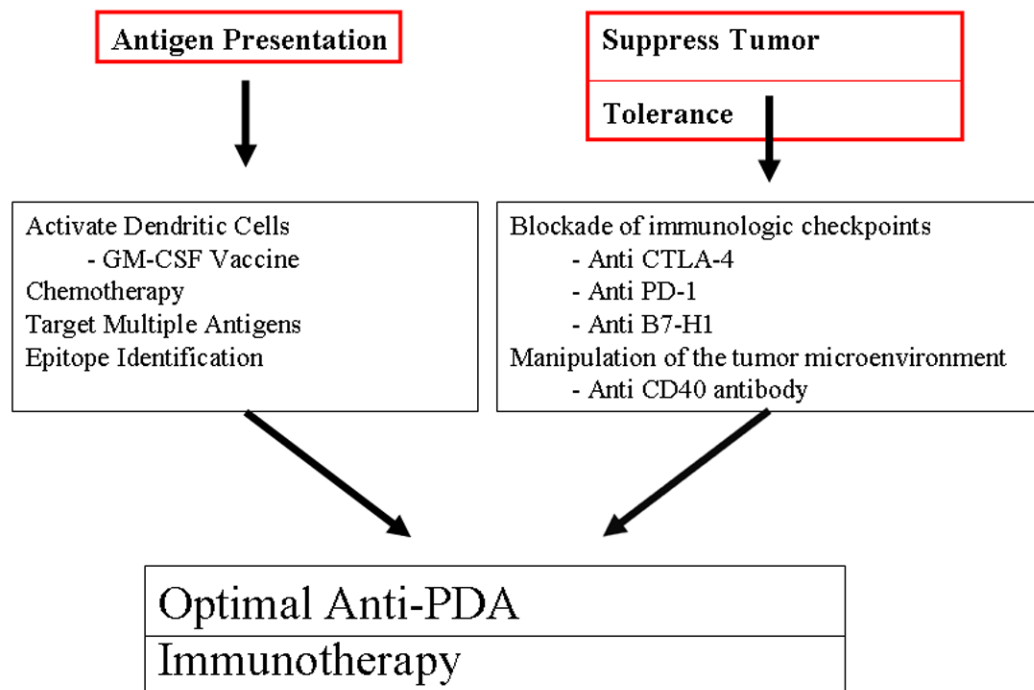 Antigen Presentation
Suppress Tumor
Tolerance
Activate Dendritic Cells
- GM-CSF Vaccine
Chemotherapy
Target Multiple Antigens
Epitope Identification
Blockade of immunologic checkpoints
- Anti CTLA-4
- Anti PD-1
- Anti B7-H1
Manipulation of the tumor microenvironment
- Anti CD40 antibody
Optimal Anti-PDA
Immunotherapy